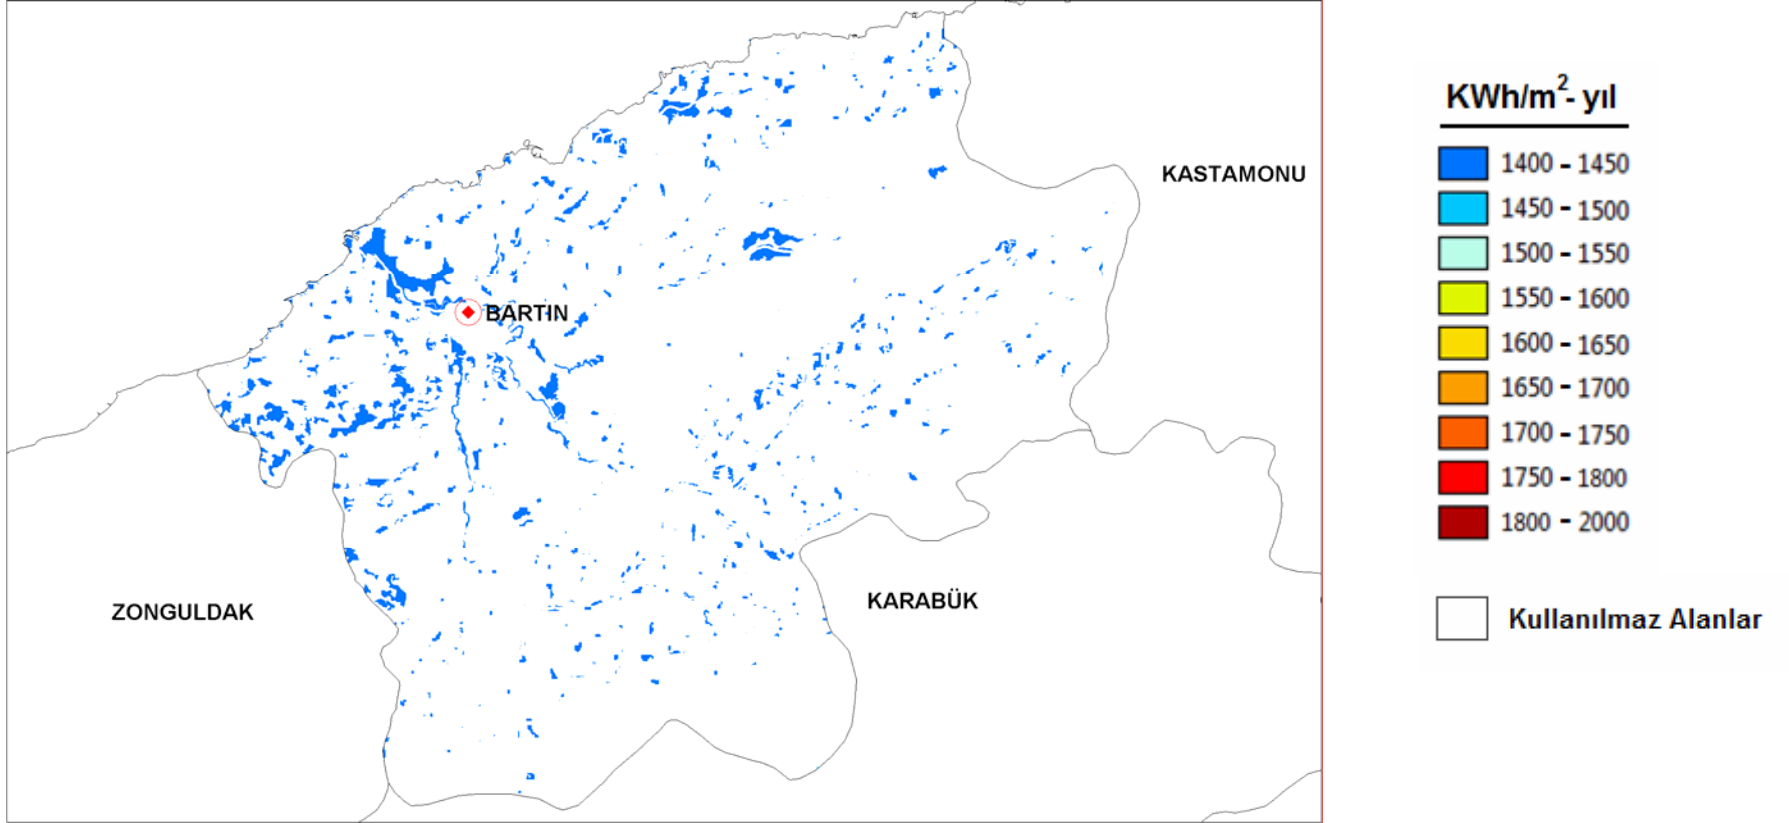 KWh/m²- yıl
1400 - 1450
1450 - 1500
1500 - 1550
1550 - 1600
1600 - 1650
1650 - 1700
1700 - 1750
1750 - 1800
1800 - 2000
Kullanılmaz Alanlar
KASTAMONU
BARTIN
ZONGULDAK
KARABÜK